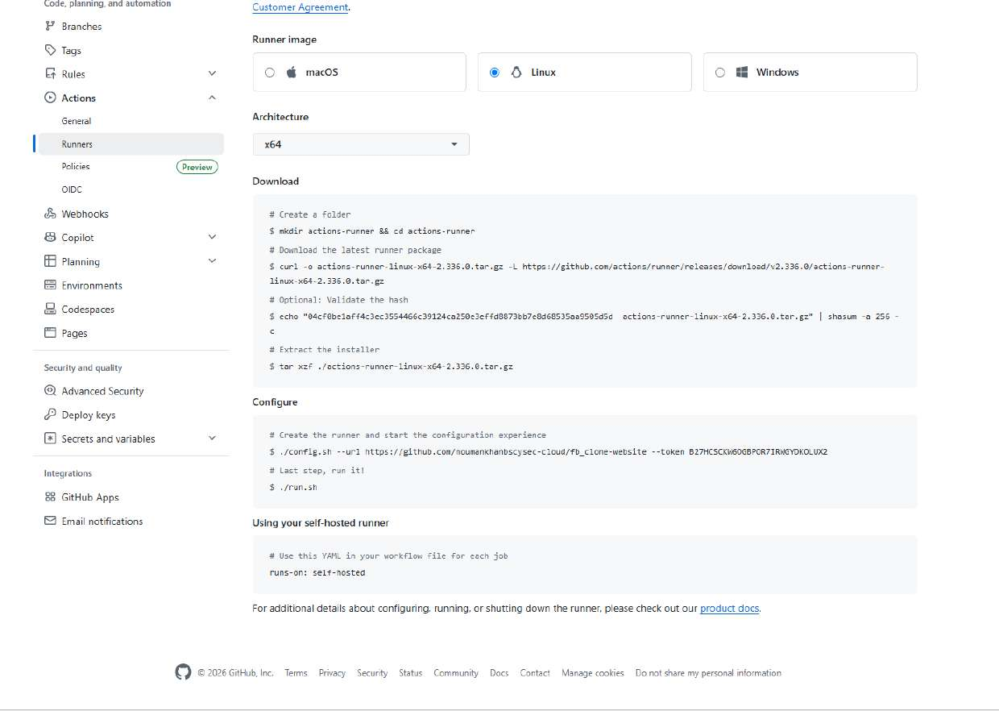 Code, planning, and automation
Branches
Tags
Rules
Actions
General
Runners
Policies
Preview
OIDC
Webhooks
Copilot
Planning
Environments
Codespaces
Pages
Security and quality
Advanced Security
Deploy keys
Secrets and variables
Integrations
GitHub Apps
Email notifications
Customer Agreement.
Runner image
macOS
Linux
Windows
Architecture
x64
Download
# Create a folder
$ mkdir actions-runner && cd actions-runner
# Download the latest runner package
$ curl -o actions-runner-linux-x64-2.336.0.tar.gz -L https://github.com/actions/runner/releases/download/v2.336.0/actions-runner-
linux-x64-2.336.0.tar.gz
# Optional: Validate the hash
$ echo "04cf0be1aff4c3ec3554466c39124ca250e3effd8873bb7e8d68535aa9505d5d  actions-runner-linux-x64-2.336.0.tar.gz" | shasum -a 256 -
c
# Extract the installer
$ tar xzf ./actions-runner-linux-x64-2.336.0.tar.gz
Configure
# Create the runner and start the configuration experience
$ ./config.sh --url https://github.com/noumankhanbscysec-cloud/fb_clone-website --token
# Last step, run it!
$ ./run.sh
Using your self-hosted runner
# Use this YAML in your workflow file for each job
runs-on: self-hosted
For additional details about configuring, running, or shutting down the runner, please check out our product docs.
© 2026 GitHub, Inc.
Terms
Privacy
Security
Status
Community
Docs
Contact
Manage cookies
Do not share my personal information